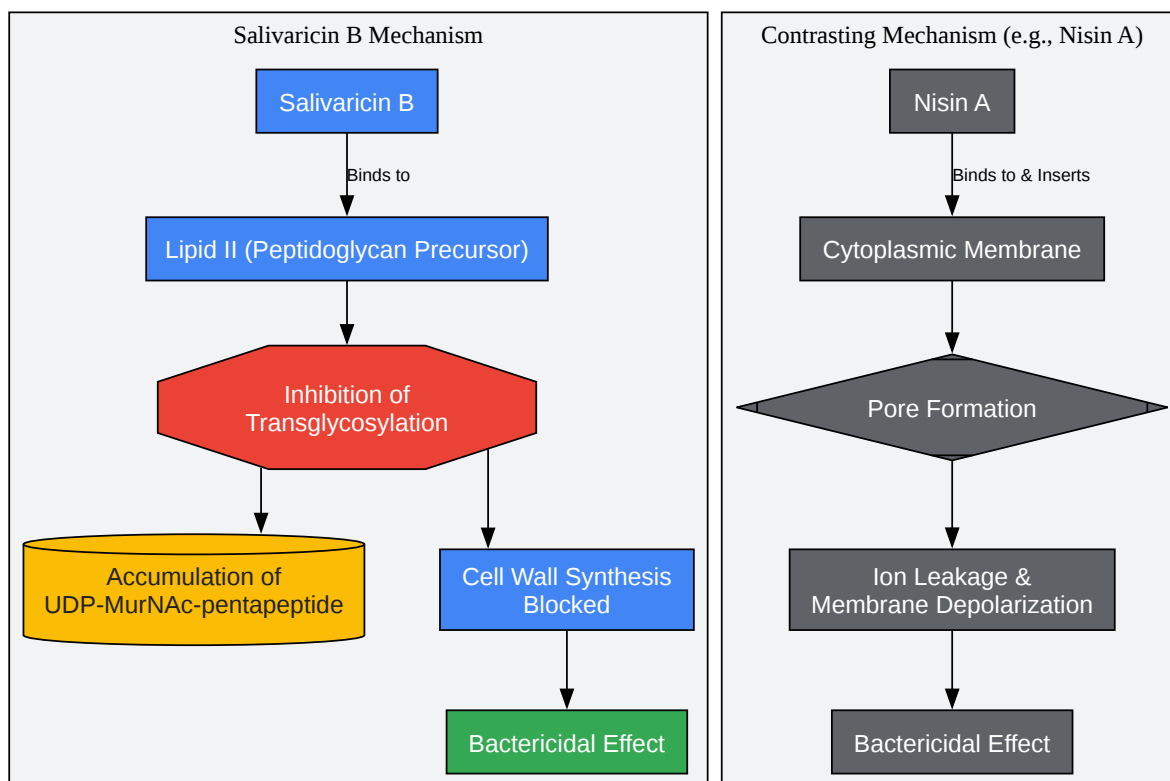 Salivaricin B Mechanism
Salivaricin B
Binds to
Lipid II (Peptidoglycan Precursor)
Inhibition of
Transglycosylation
Accumulation of
UDP-MurNAc-pentapeptide
Cell Wall Synthesis
Blocked
Bactericidal Effect
Contrasting Mechanism (e.g., Nisin A)
Nisin A
Binds to & Inserts
Cytoplasmic Membrane
Pore Formation
Ion Leakage &
Membrane Depolarization
Bactericidal Effect